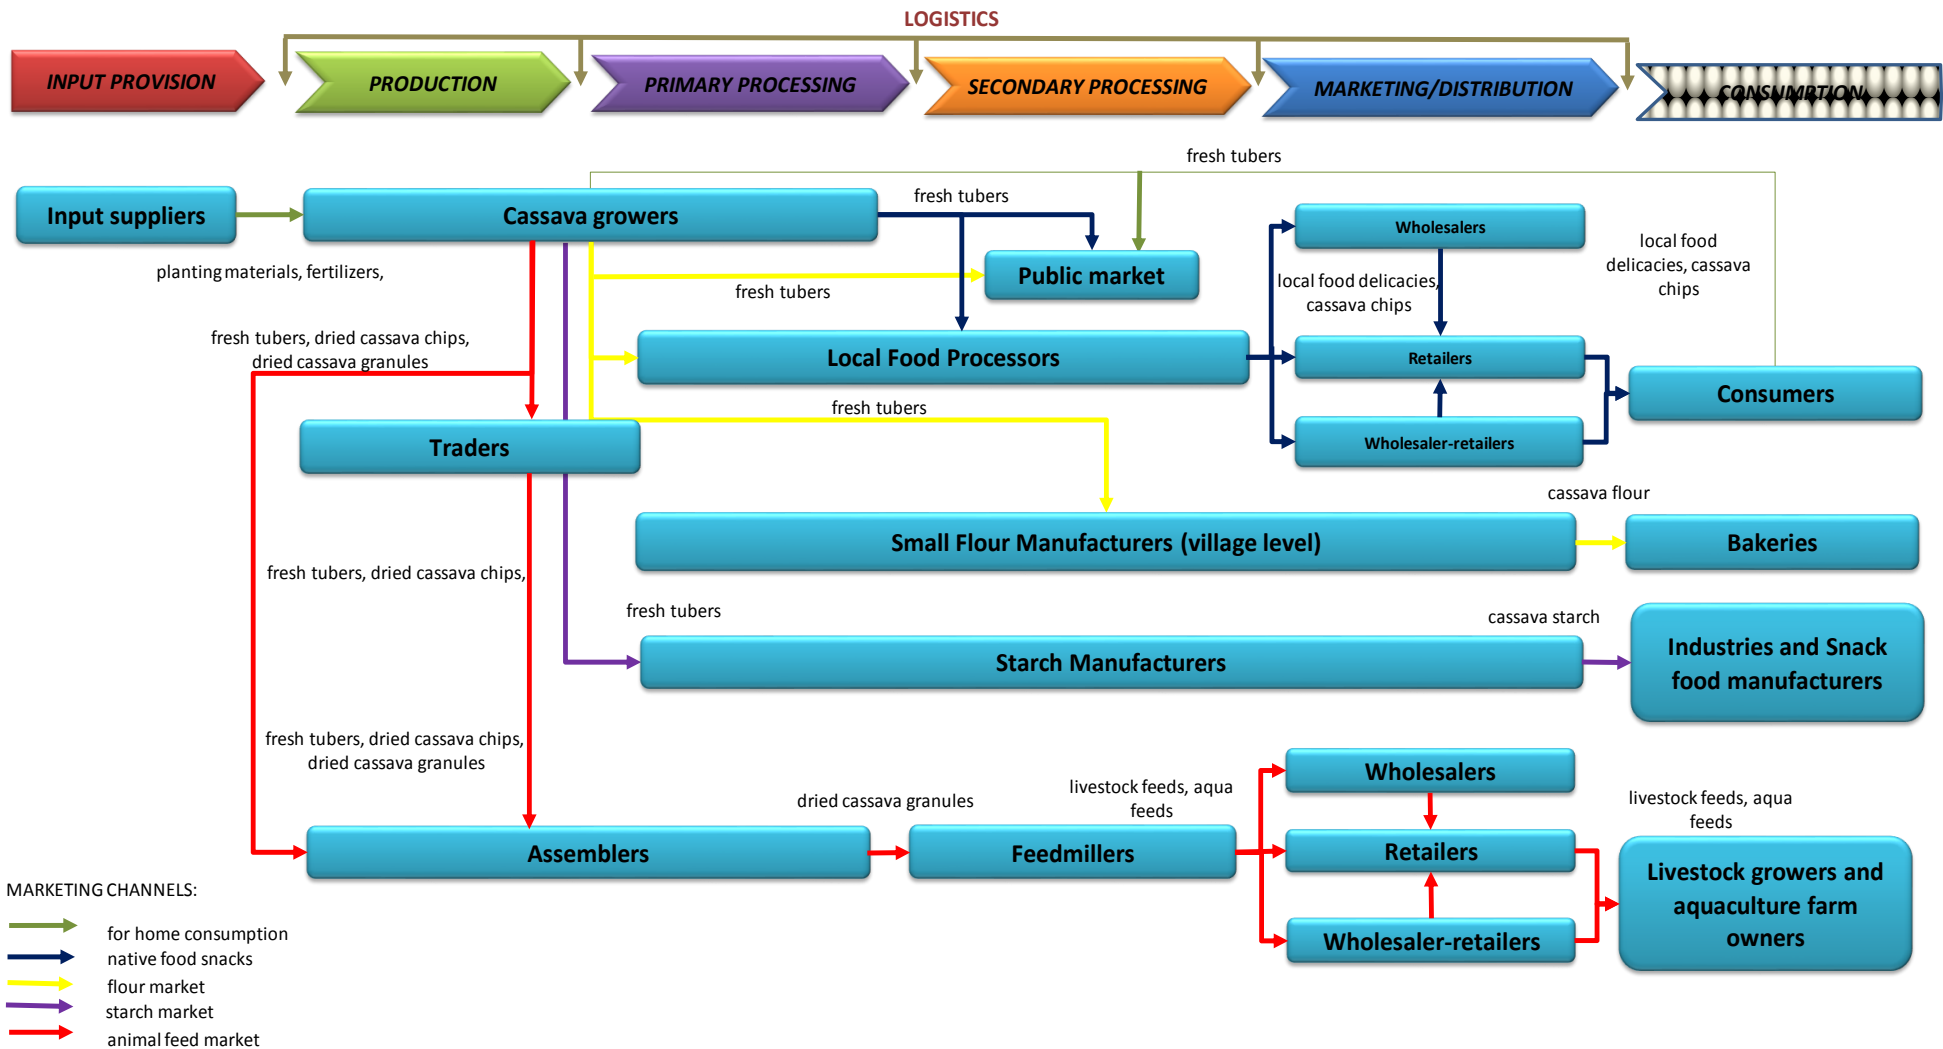 LOGISTICS
INPUT PROVISION
PRODUCTION
PRIMARY PROCESSING
SECONDARY PROCESSING
MARKETING/DISTRIBUTION
CONSUMPTION
fresh tubers
Input suppliers
Cassava growers
fresh tubers
Wholesalers
local food
delicacies, cassava
chips
planting materials, fertilizers,
Public market
fresh tubers
local food delicacies,
cassava chips
fresh tubers, dried cassava chips,
dried cassava granules
Local Food Processors
Retailers
Consumers
fresh tubers
Traders
Wholesaler-retailers
cassava flour
Small Flour Manufacturers (village level)
Bakeries
fresh tubers, dried cassava chips,
fresh tubers
cassava starch
Starch Manufacturers
Industries and Snack
food manufacturers
fresh tubers, dried cassava chips,
dried cassava granules
Wholesalers
dried cassava granules
livestock feeds, aqua
feeds
livestock feeds, aqua
feeds
Assemblers
Feedmillers
Retailers
Livestock growers and
aquaculture farm
owners
Wholesaler-retailers
MARKETING CHANNELS:
for home consumption
native food snacks
flour market
starch market
animal feed market